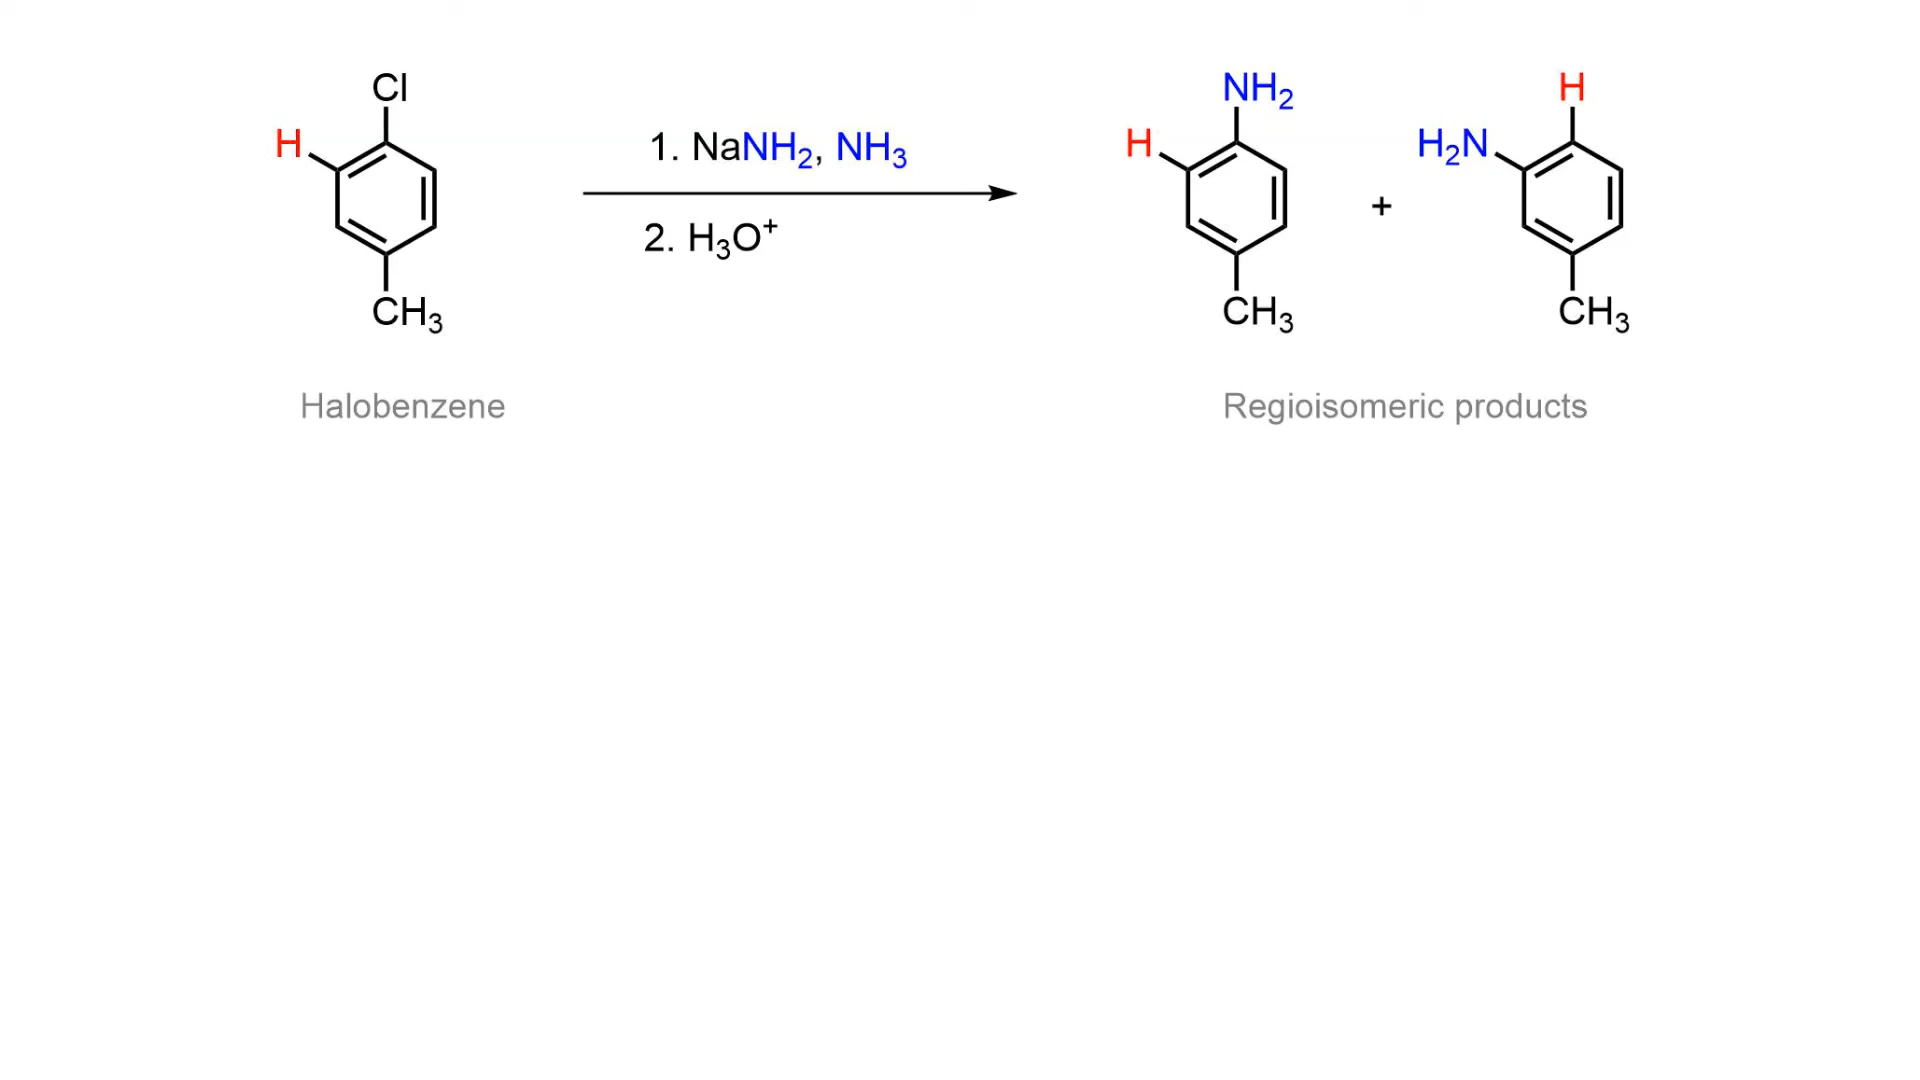 Cl
H
CH₃
1. NaNH₂, NH₃
2. H₃O⁺
NH₂
H
CH₃
+
H
H₂N
CH₃
Halobenzene
Regioisomeric products